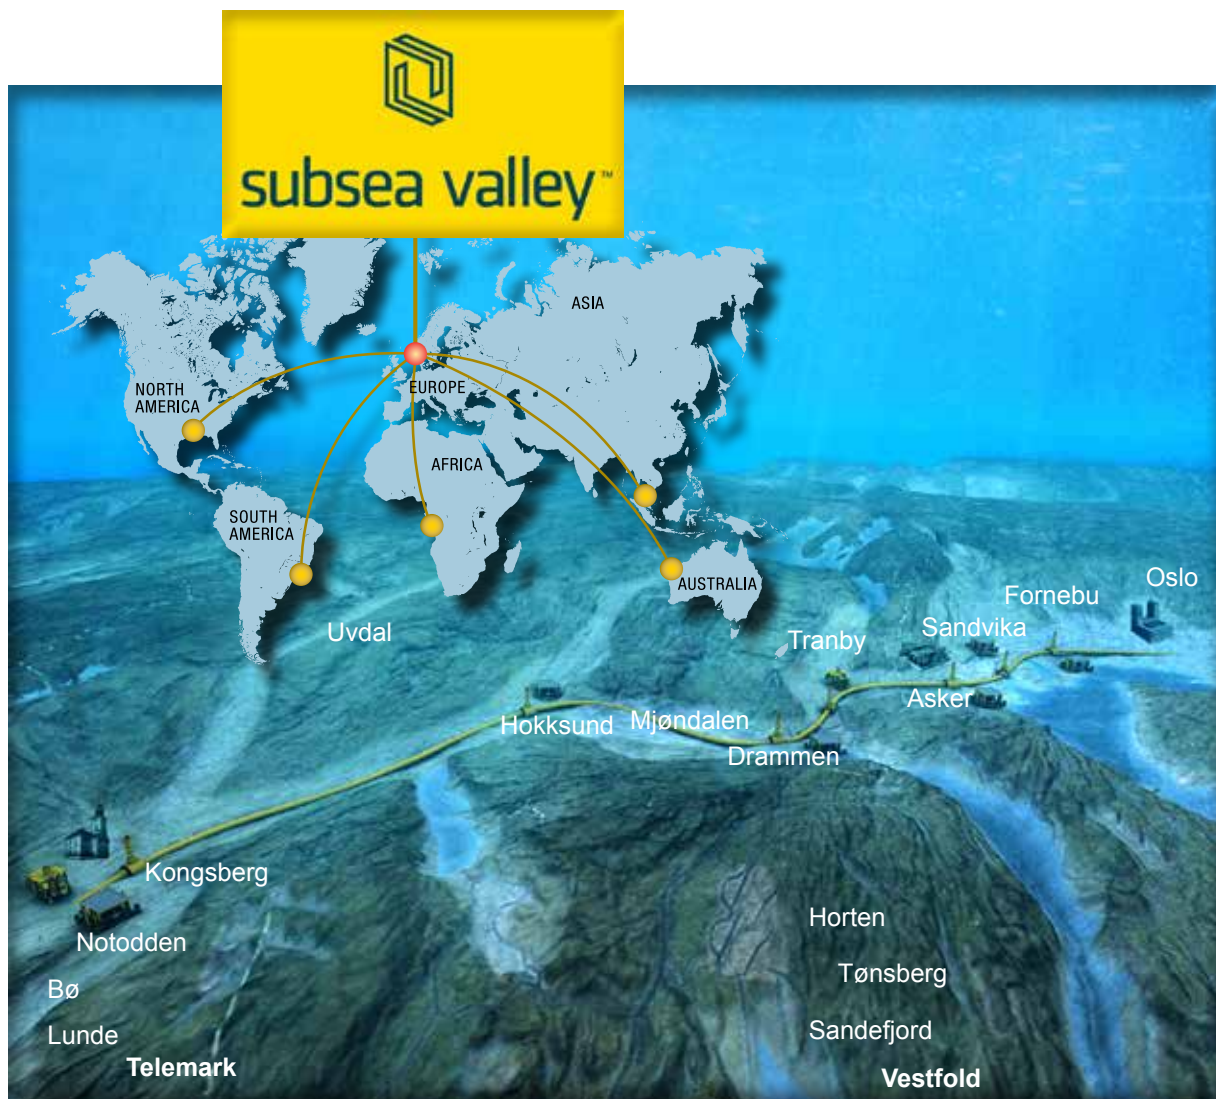 subsea valley™
ASIA
NORTH
AMERICA
EUROPE
AFRICA
SOUTH
AMERICA
AUSTRALIA
Oslo
Fornebu
Sandvika
Uvdal
Tranby
Asker
Hokksund
Mjøndalen
Drammen
Kongsberg
Notodden
Horten
Tønsberg
Bø
Lunde
Sandefjord
Telemark
Vestfold